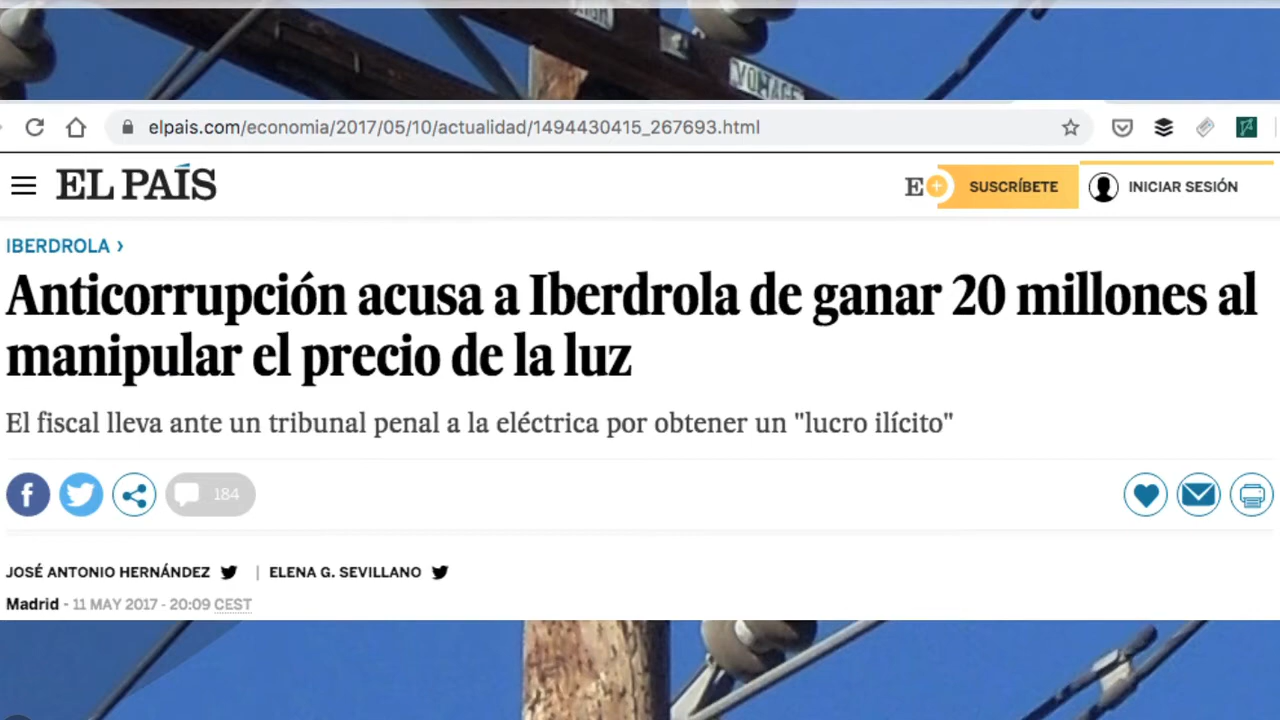 VOLTAGE
elpais.com/economia/2017/05/10/actualidad/1494430415_267693.html
EL PAÍS
E+ SUSCRÍBETE
INICIAR SESIÓN
IBERDROLA ›
Anticorrupción acusa a Iberdrola de ganar 20 millones al
manipular el precio de la luz
El fiscal lleva ante un tribunal penal a la eléctrica por obtener un "lucro ilícito"
184
JOSÉ ANTONIO HERNÁNDEZ | ELENA G. SEVILLANO
Madrid - 11 MAY 2017 - 20:09 CEST